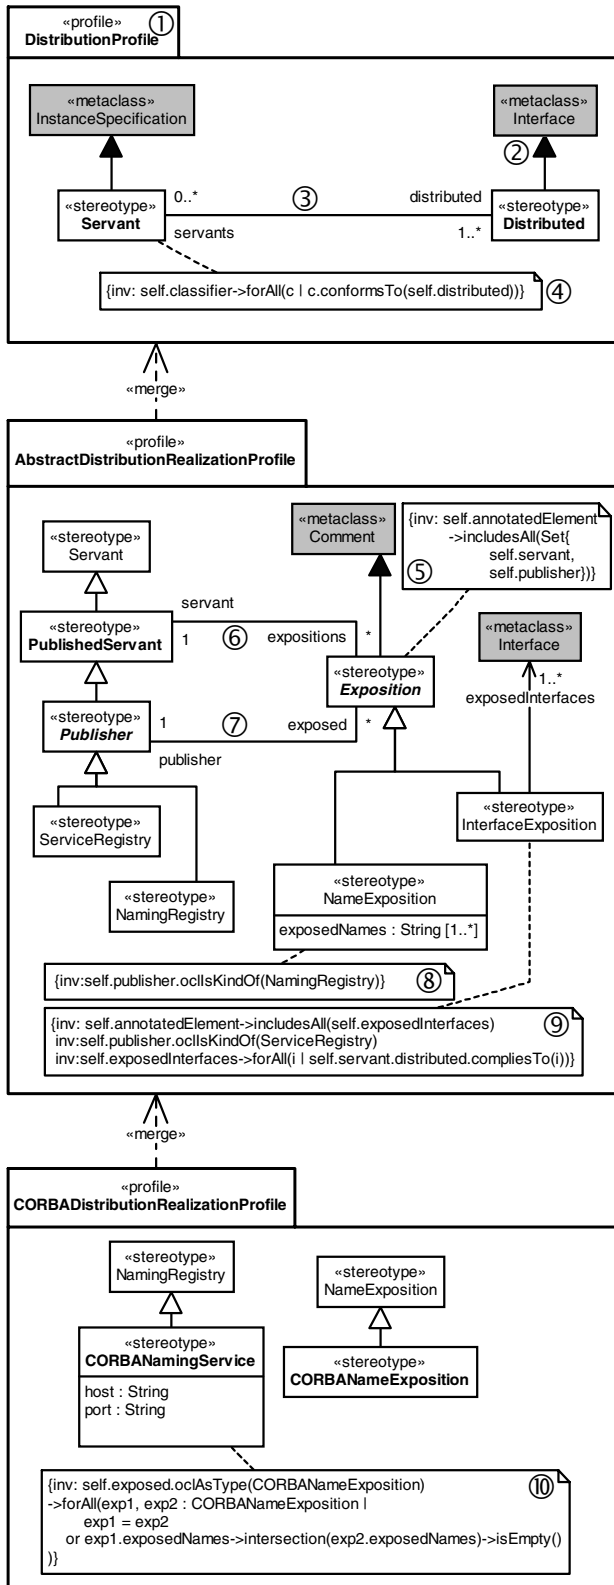 «profile» ①
DistributionProfile
«metaclass»
InstanceSpecification
«metaclass»
Interface
②
«stereotype»
Servant
0..*
servants
③
distributed
1..*
«stereotype»
Distributed
{inv: self.classifier->forAll(c | c.conformsTo(self.distributed))}
④
«merge»
«profile»
AbstractDistributionRealizationProfile
«stereotype»
Servant
«metaclass»
Comment
{inv: self.annotatedElement
->includesAll(Set{
self.servant,
⑤ self.publisher})}
servant
«stereotype»
PublishedServant
1
⑥
expositions
*
«metaclass»
Interface
1..*
exposedInterfaces
«stereotype»
Exposition
«stereotype»
Publisher
1
publisher
⑦
exposed
*
«stereotype»
ServiceRegistry
«stereotype»
InterfaceExposition
«stereotype»
NamingRegistry
«stereotype»
NameExposition
exposedNames : String [1..*]
{inv:self.publisher.oclIsKindOf(NamingRegistry)} ⑧
{inv: self.annotatedElement->includesAll(self.exposedInterfaces) ⑨
inv:self.publisher.oclIsKindOf(ServiceRegistry)
inv:self.exposedInterfaces->forAll(i | self.servant.distributed.compliesTo(i))}
«merge»
«profile»
CORBADistributionRealizationProfile
«stereotype»
NamingRegistry
«stereotype»
NameExposition
«stereotype»
CORBANamingService
host : String
port : String
«stereotype»
CORBANameExposition
{inv: self.exposed.oclAsType(CORBANameExposition) ⑩
->forAll(exp1, exp2 : CORBANameExposition |
exp1 = exp2
or exp1.exposedNames->intersection(exp2.exposedNames)->isEmpty()
)}